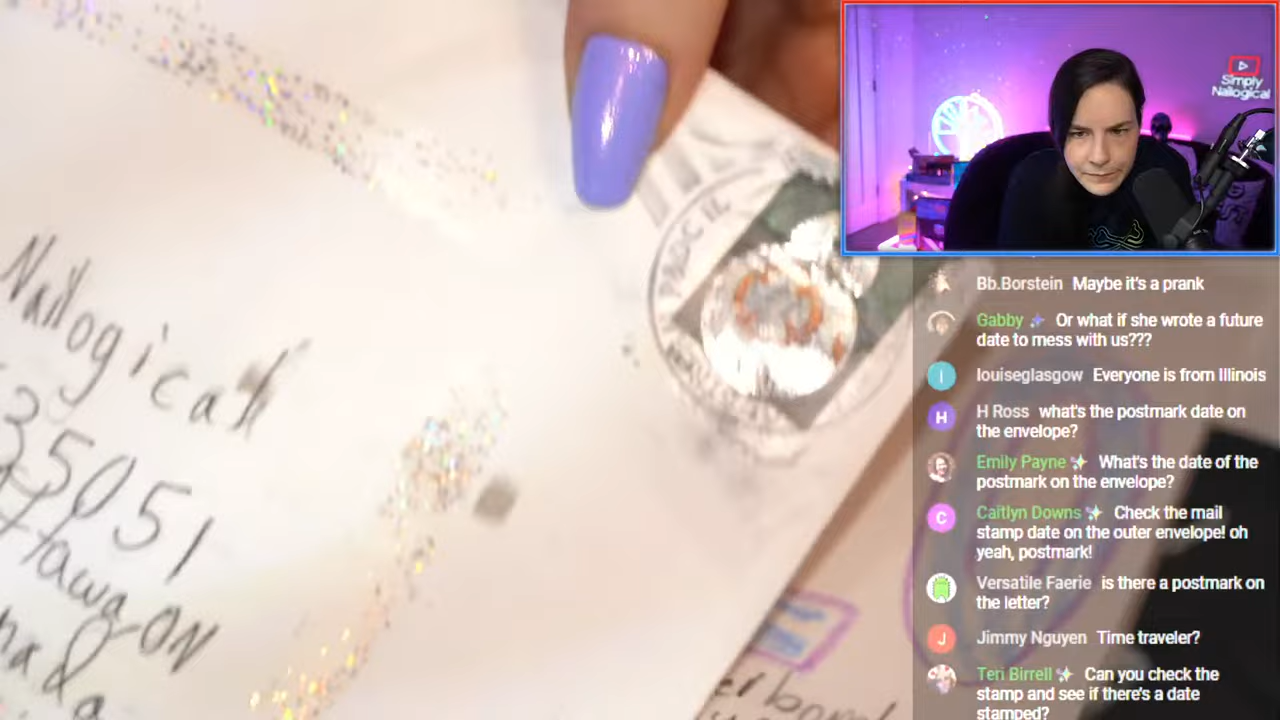 Nailogical
35051
Ottawa ON
P&DC IL
Simply
Nailogical
Bb.Borstein Maybe it's a prank
Gabby Or what if she wrote a future
date to mess with us???
louiseglasgow Everyone is from Illinois
H Ross what's the postmark date on
the envelope?
Emily Payne What's the date of the
postmark on the envelope?
Caitlyn Downs Check the mail
stamp date on the outer envelope! oh
yeah, postmark!
Versatile Faerie is there a postmark on
the letter?
Jimmy Nguyen Time traveler?
Teri Birrell Can you check the
stamp and see if there's a date
stamped?